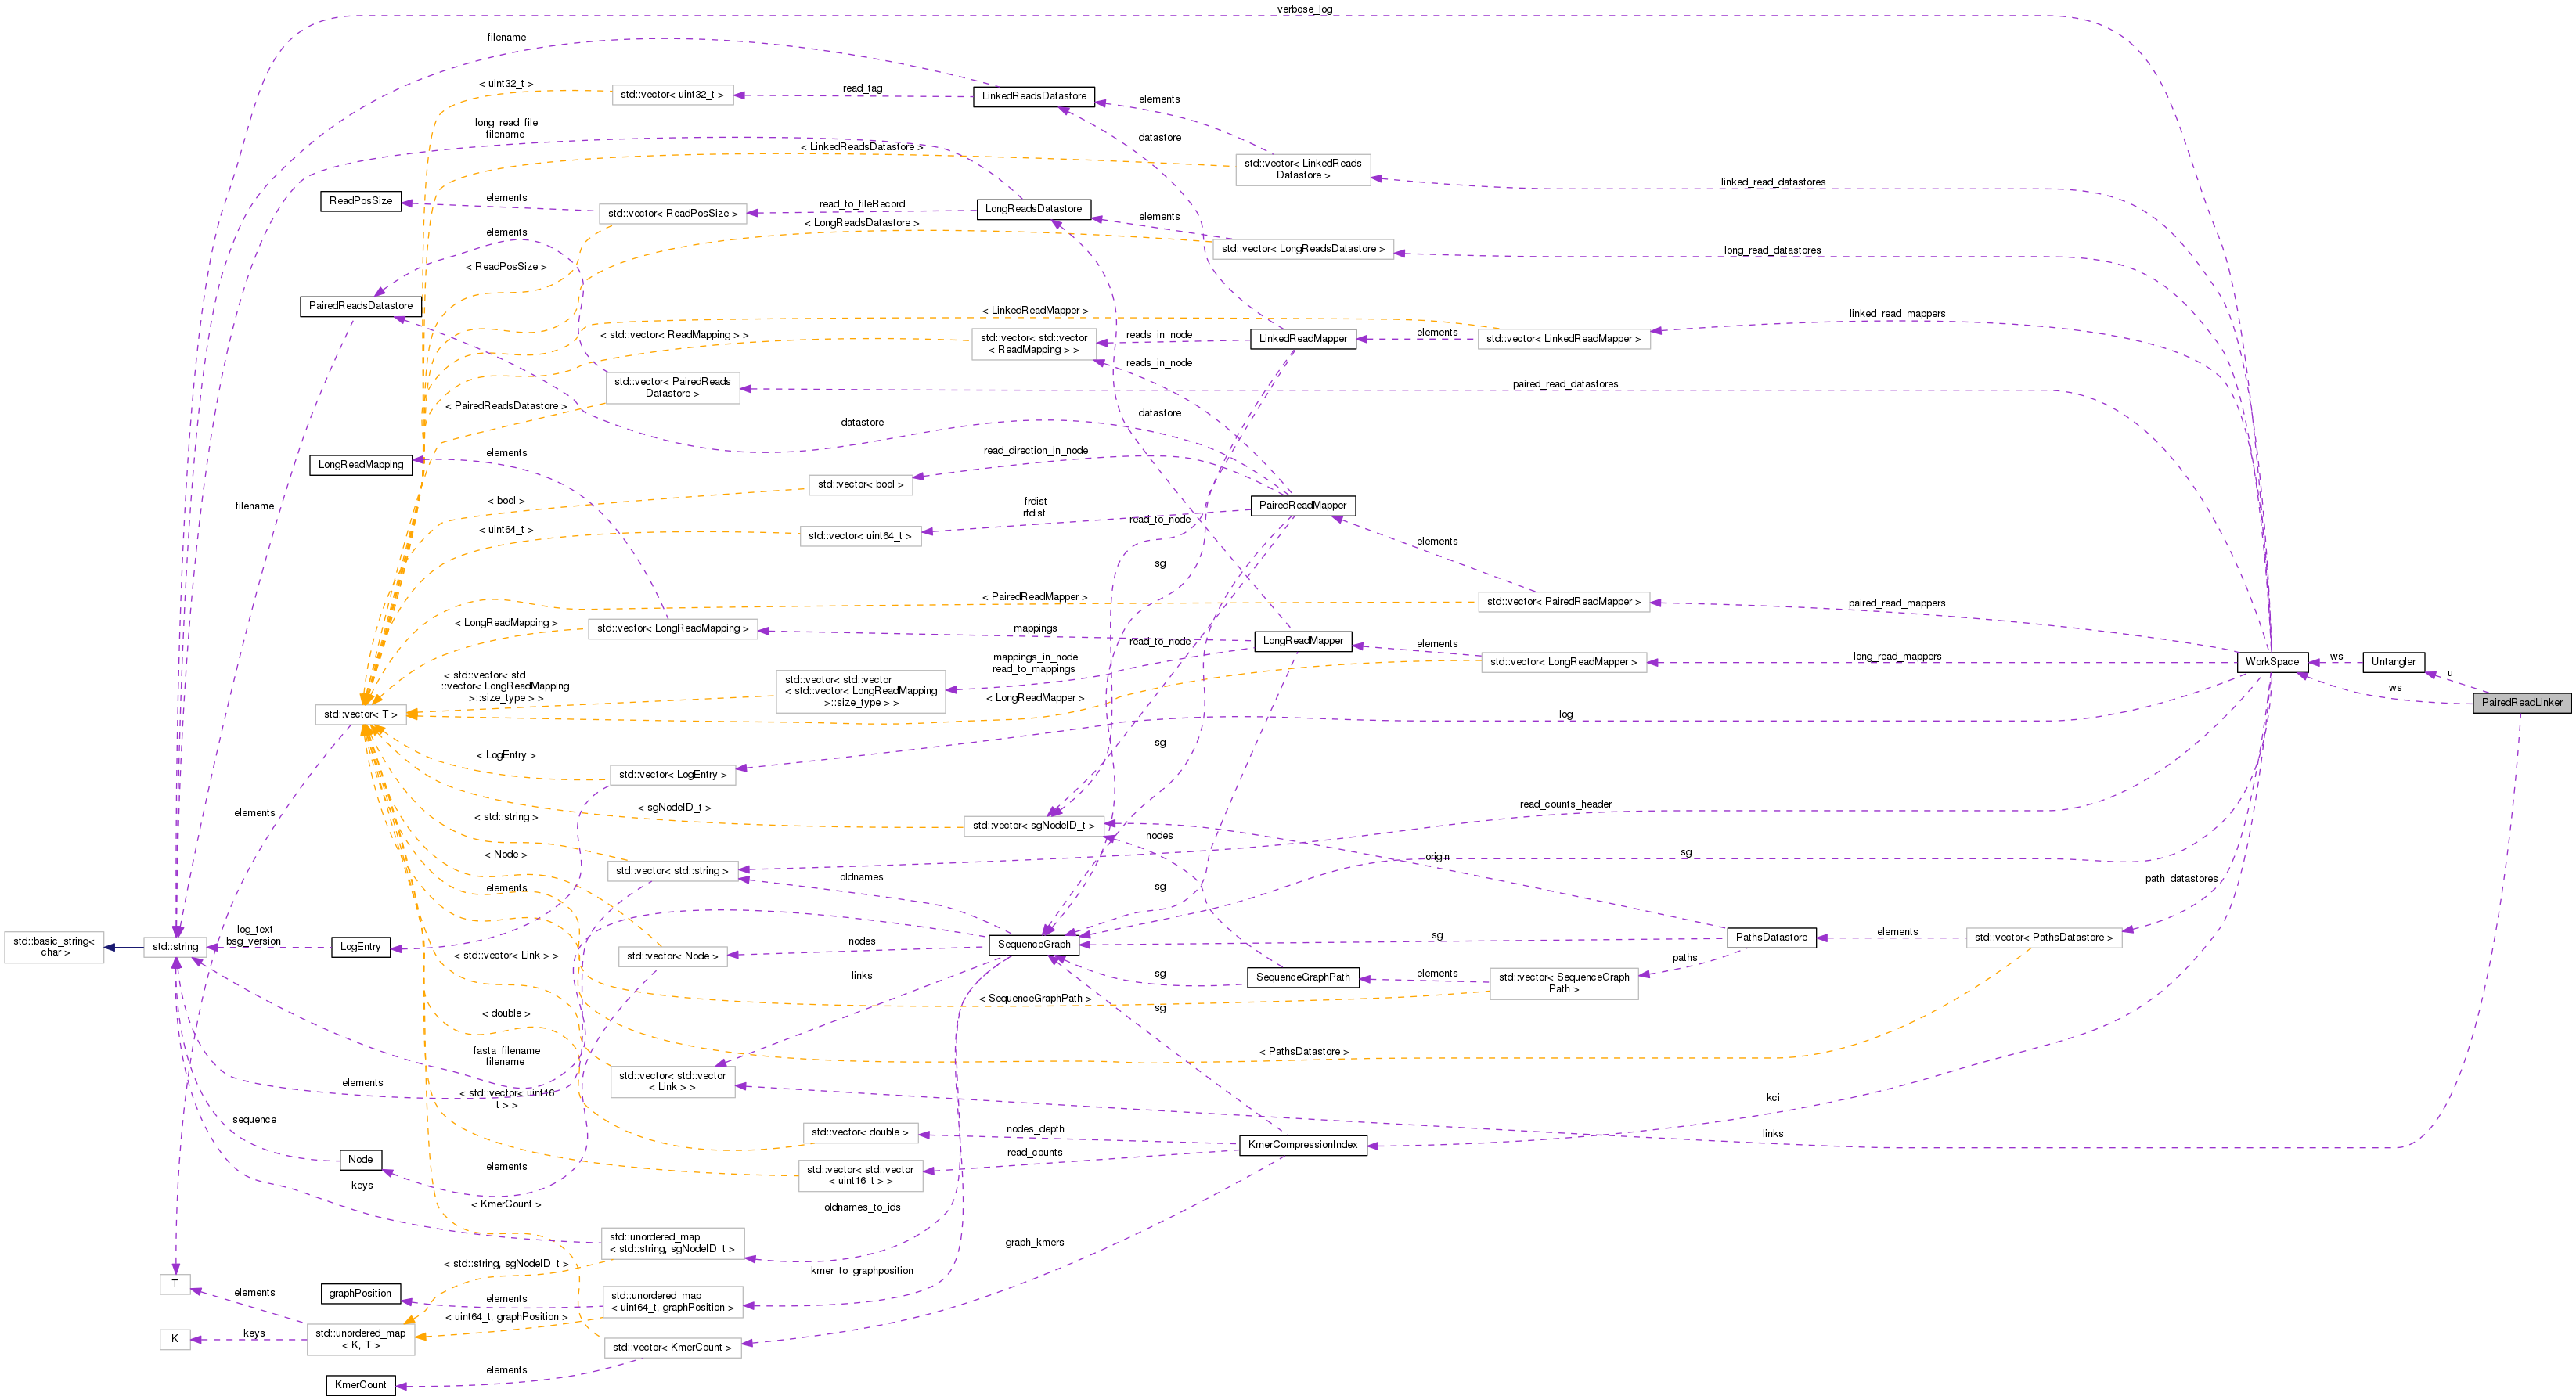 verbose_log
filename
< uint32_t >
std::vector< uint32_t >
read_tag
LinkedReadsDatastore
elements
long_read_file
filename
datastore
< LinkedReadsDatastore >
std::vector< LinkedReads
Datastore >
linked_read_datastores
ReadPosSize
elements
std::vector< ReadPosSize >
read_to_fileRecord
LongReadsDatastore
elements
< LongReadsDatastore >
elements
std::vector< LongReadsDatastore >
long_read_datastores
< ReadPosSize >
PairedReadsDatastore
< LinkedReadMapper >
linked_read_mappers
< std::vector< ReadMapping > >
std::vector< std::vector
< ReadMapping > >
reads_in_node
LinkedReadMapper
elements
std::vector< LinkedReadMapper >
reads_in_node
std::vector< PairedReads
Datastore >
paired_read_datastores
< PairedReadsDatastore >
datastore
datastore
LongReadMapping
elements
read_direction_in_node
std::vector< bool >
< bool >
filename
frdist
rfdist
PairedReadMapper
read_to_node
< uint64_t >
std::vector< uint64_t >
elements
sg
< PairedReadMapper >
std::vector< PairedReadMapper >
paired_read_mappers
< LongReadMapping >
std::vector< LongReadMapping >
mappings
read_to_node
LongReadMapper
elements
std::vector< LongReadMapper >
long_read_mappers
WorkSpace
ws
Untangler
u
mappings_in_node
read_to_mappings
< std::vector< std
::vector< LongReadMapping
>::size_type > >
std::vector< std::vector
< std::vector< LongReadMapping
>::size_type > >
< LongReadMapper >
ws
PairedReadLinker
std::vector< T >
log
sg
< LogEntry >
std::vector< LogEntry >
elements
< sgNodeID_t >
< std::string >
std::vector< sgNodeID_t >
read_counts_header
nodes
< Node >
origin
sg
std::vector< std::string >
oldnames
elements
sg
path_datastores
std::basic_string<
char >
std::string
log_text
bsg_version
LogEntry
< std::vector< Link > >
std::vector< Node >
nodes
SequenceGraph
sg
PathsDatastore
elements
std::vector< PathsDatastore >
paths
links
sg
SequenceGraphPath
elements
std::vector< SequenceGraph
Path >
< SequenceGraphPath >
sg
< double >
fasta_filename
filename
< PathsDatastore >
elements
std::vector< std::vector
< Link > >
< std::vector< uint16
_t > >
kci
sequence
std::vector< double >
nodes_depth
KmerCompressionIndex
links
Node
elements
std::vector< std::vector
< uint16_t > >
read_counts
keys
< KmerCount >
oldnames_to_ids
std::unordered_map
< std::string, sgNodeID_t >
graph_kmers
< std::string, sgNodeID_t >
kmer_to_graphposition
T
elements
graphPosition
elements
std::unordered_map
< uint64_t, graphPosition >
< uint64_t, graphPosition >
K
keys
std::unordered_map
< K, T >
std::vector< KmerCount >
elements
KmerCount